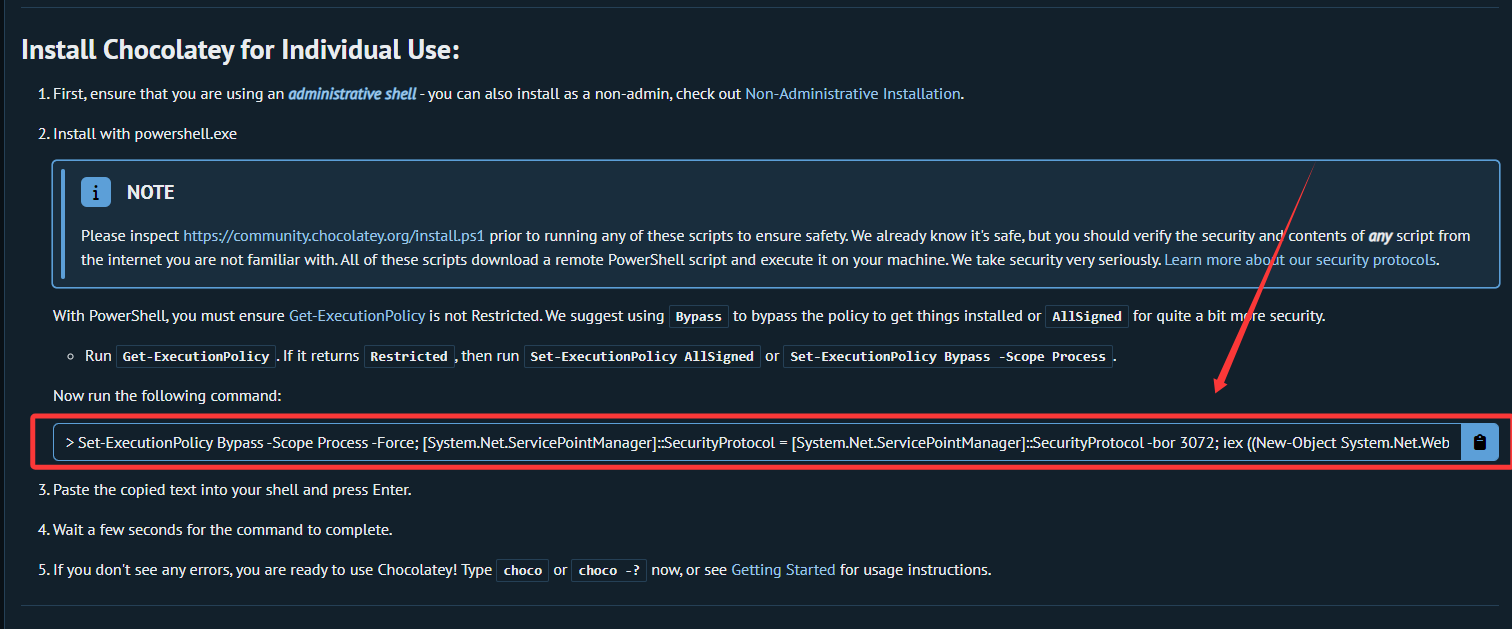 Install Chocolatey for Individual Use:
1. First, ensure that you are using an administrative shell - you can also install as a non-admin, check out Non-Administrative Installation.
2. Install with powershell.exe
i NOTE
Please inspect https://community.chocolatey.org/install.ps1 prior to running any of these scripts to ensure safety. We already know it's safe, but you should verify the security and contents of any script from
the internet you are not familiar with. All of these scripts download a remote PowerShell script and execute it on your machine. We take security very seriously. Learn more about our security protocols.
With PowerShell, you must ensure Get-ExecutionPolicy is not Restricted. We suggest using Bypass to bypass the policy to get things installed or AllSigned for quite a bit more security.
Run Get-ExecutionPolicy. If it returns Restricted, then run Set-ExecutionPolicy AllSigned or Set-ExecutionPolicy Bypass -Scope Process.
Now run the following command:
> Set-ExecutionPolicy Bypass -Scope Process -Force; [System.Net.ServicePointManager]::SecurityProtocol = [System.Net.ServicePointManager]::SecurityProtocol -bor 3072; iex ((New-Object System.Net.Web
3. Paste the copied text into your shell and press Enter.
4. Wait a few seconds for the command to complete.
5. If you don't see any errors, you are ready to use Chocolatey! Type choco or choco -? now, or see Getting Started for usage instructions.